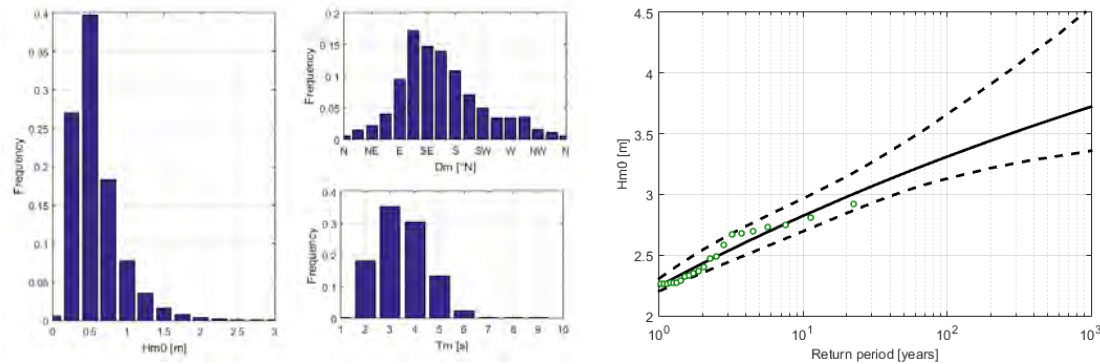 0.4
0.35
0.3
0.25
0.2
0.15
0.1
0.05
0
Frequency
0 0.5 1 1.5 2 2.5 3
Hm0 [m]
0.2
0.15
0.1
0.05
0
Frequency
N NE E SE S SW W NW N
Dm [°N]
0.4
0.3
0.2
0.1
0
Frequency
1 2 3 4 5 6 7 8 9 10
Tm [s]
4.5
4
3.5
3
2.5
2
Hm0 [m]
10⁰ 10¹ 10² 10³
Return period [years]